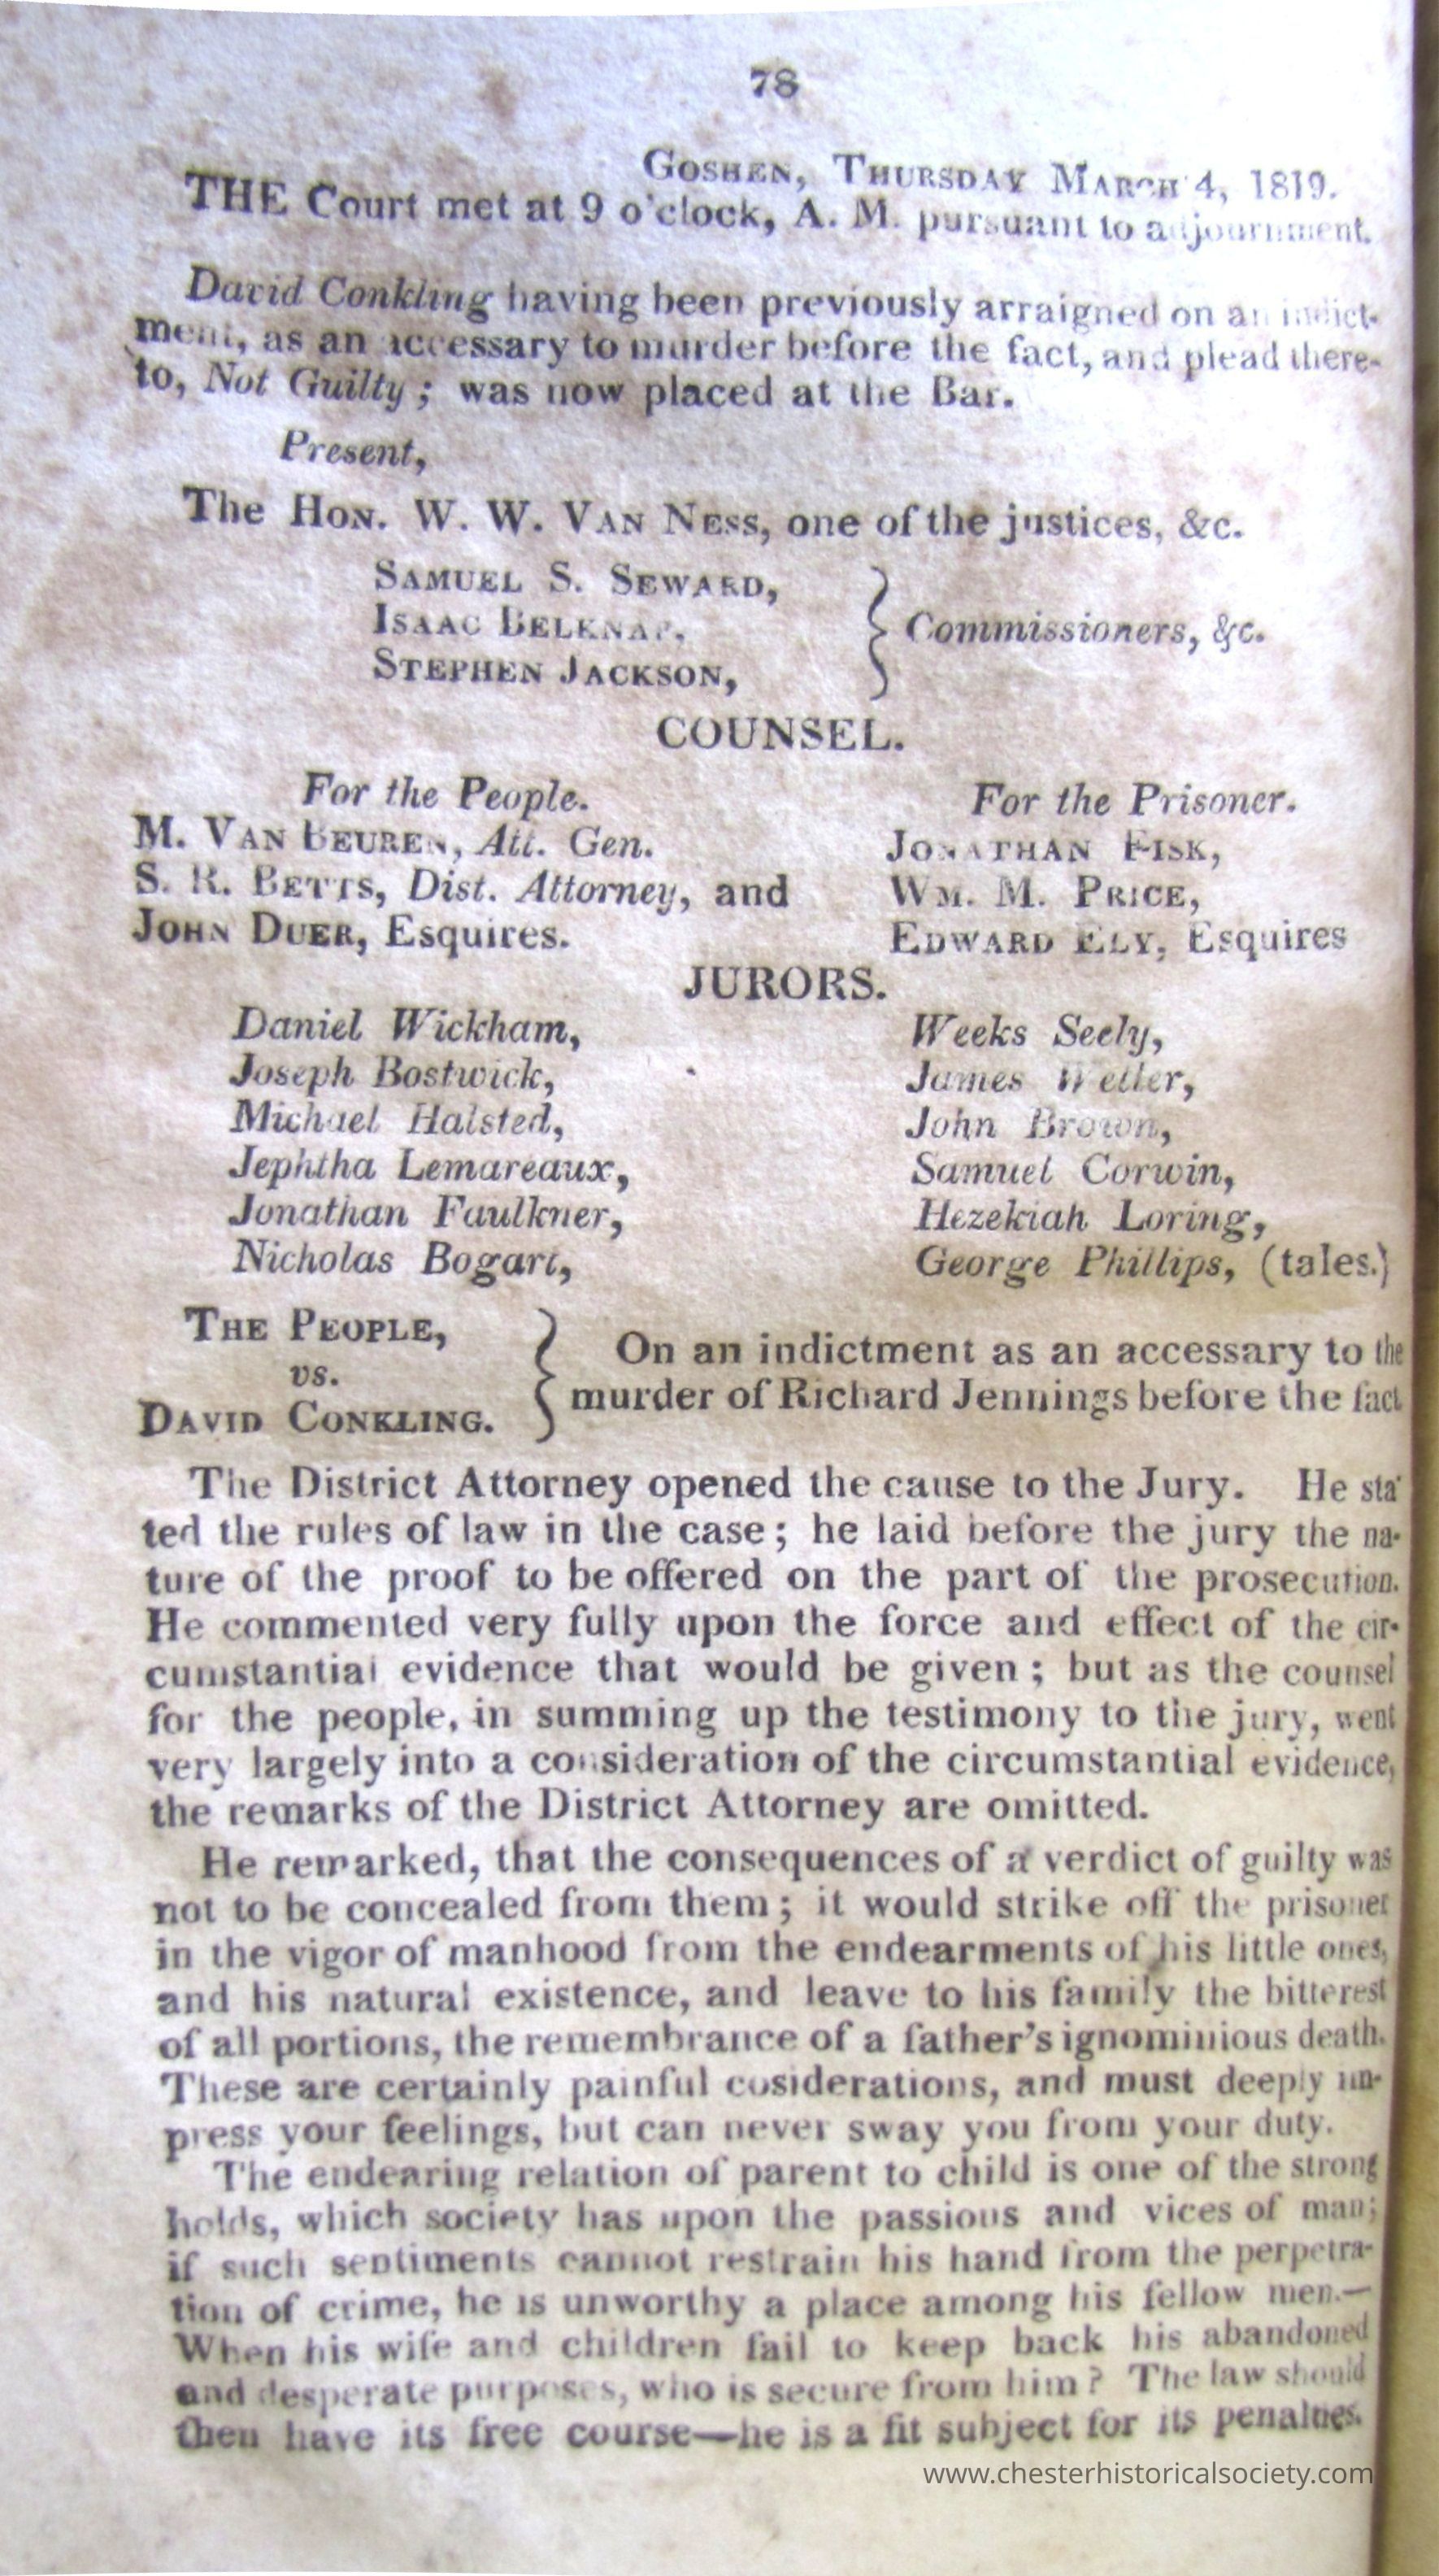 78
GOSHEN, THURSDAY MARCH 4, 1819.
THE Court met at 9 o'clock, A. M. pursuant to adjournment.
David Conkling having been previously arraigned on an indict-
ment, as an accessary to murder before the fact, and plead there-
to, Not Guilty; was now placed at the Bar.
Present,
The HON. W. W. VAN NESS, one of the justices, &c.
SAMUEL S. SEWARD,
ISAAC BELKNAP,
STEPHEN JACKSON,
Commissioners, &c.
COUNSEL.
For the People.
M. VAN BEUREN, Att. Gen.
S. R. BETTS, Dist. Attorney, and
JOHN DUER, Esquires.
For the Prisoner.
JONATHAN FISK,
WM. M. PRICE,
EDWARD ELY, Esquires
JURORS.
Daniel Wickham,
Joseph Bostwick,
Michael Halsted,
Jephtha Lemareaux,
Jonathan Faulkner,
Nicholas Bogart,
Weeks Seely,
James Weller,
John Brown,
Samuel Corwin,
Hezekiah Loring,
George Phillips, (tales.)
THE PEOPLE,
vs.
DAVID CONKLING.
On an indictment as an accessary to the
murder of Richard Jennings before the fact
The District Attorney opened the cause to the Jury. He sta-
ted the rules of law in the case; he laid before the jury the na-
ture of the proof to be offered on the part of the prosecution.
He commented very fully upon the force and effect of the cir-
cumstantial evidence that would be given; but as the counsel
for the people, in summing up the testimony to the jury, went
very largely into a consideration of the circumstantial evidence,
the remarks of the District Attorney are omitted.
He remarked, that the consequences of a verdict of guilty was
not to be concealed from them; it would strike off the prisoner
in the vigor of manhood from the endearments of his little ones,
and his natural existence, and leave to his family the bitterest
of all portions, the remembrance of a father's ignominious death.
These are certainly painful cosiderations, and must deeply im-
press your feelings, but can never sway you from your duty.
The endearing relation of parent to child is one of the strong
holds, which society has upon the passions and vices of man;
if such sentiments cannot restrain his hand from the perpetra-
tion of crime, he is unworthy a place among his fellow men.—
When his wife and children fail to keep back his abandoned
and desperate purposes, who is secure from him? The law should
then have its free course—he is a fit subject for its penalties.
www.chesterhistoricalsociety.com